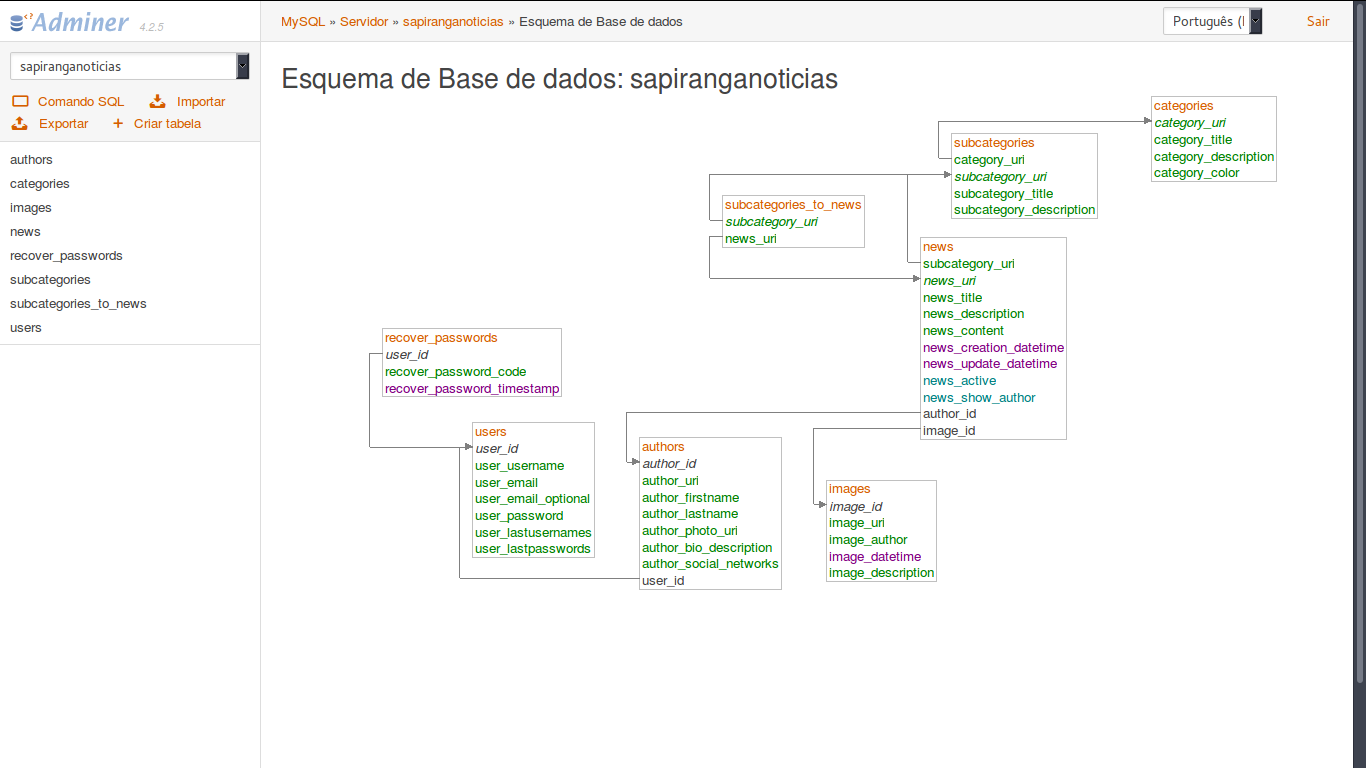 Adminer 4.2.5
sapiranganoticias
Comando SQL Importar
Exportar + Criar tabela
authors
categories
images
news
recover_passwords
subcategories
subcategories_to_news
users
MySQL » Servidor » sapiranganoticias » Esquema de Base de dados
Português (
Sair
Esquema de Base de dados: sapiranganoticias
categories
category_uri
category_title
category_description
category_color
subcategories
category_uri
subcategory_uri
subcategory_title
subcategory_description
subcategories_to_news
subcategory_uri
news_uri
news
subcategory_uri
news_uri
news_title
news_description
news_content
news_creation_datetime
news_update_datetime
news_active
news_show_author
author_id
image_id
recover_passwords
user_id
recover_password_code
recover_password_timestamp
users
user_id
user_username
user_email
user_email_optional
user_password
user_lastusernames
user_lastpasswords
authors
author_id
author_uri
author_firstname
author_lastname
author_photo_uri
author_bio_description
author_social_networks
user_id
images
image_id
image_uri
image_author
image_datetime
image_description